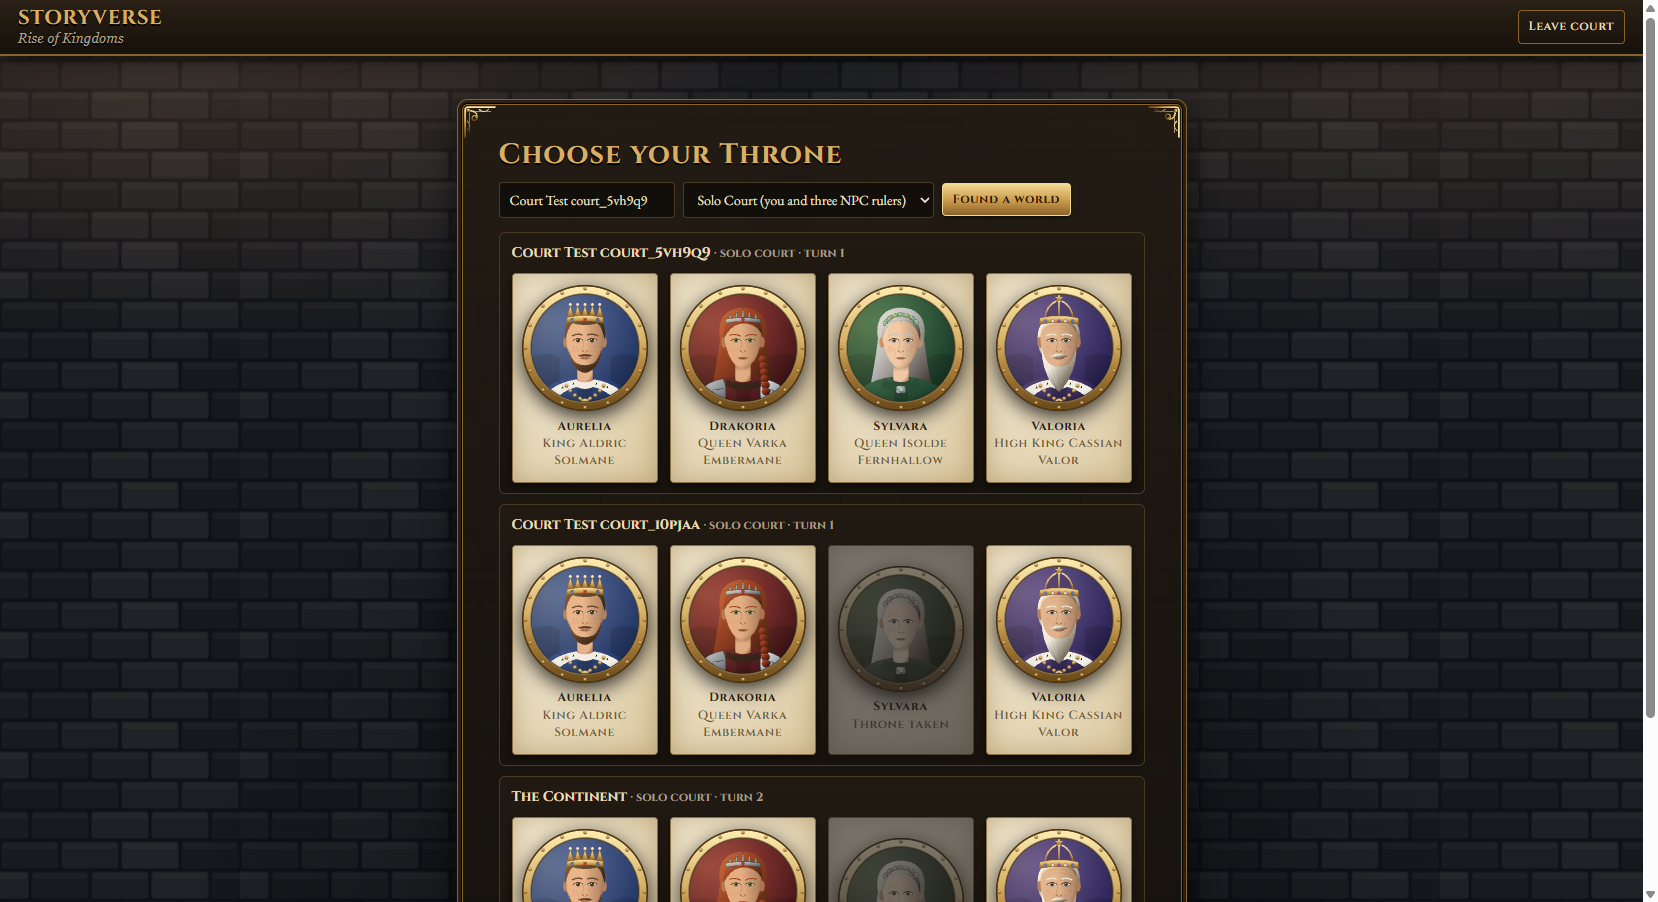 STORYVERSE
Rise of Kingdoms
LEAVE COURT
CHOOSE YOUR THRONE
Court Test court_5vh9q9
Solo Court (you and three NPC rulers)
FOUND A WORLD
COURT TEST COURT_5VH9Q9 · SOLO COURT · TURN 1
AURELIA
KING ALDRIC
SOLMANE
DRAKORIA
QUEEN VARKA
EMBERMANE
SYLVARA
QUEEN ISOLDE
FERNHALLOW
VALORIA
HIGH KING CASSIAN
VALOR
COURT TEST COURT_I0PJAA · SOLO COURT · TURN 1
AURELIA
KING ALDRIC
SOLMANE
DRAKORIA
QUEEN VARKA
EMBERMANE
SYLVARA
THRONE TAKEN
VALORIA
HIGH KING CASSIAN
VALOR
THE CONTINENT · SOLO COURT · TURN 2